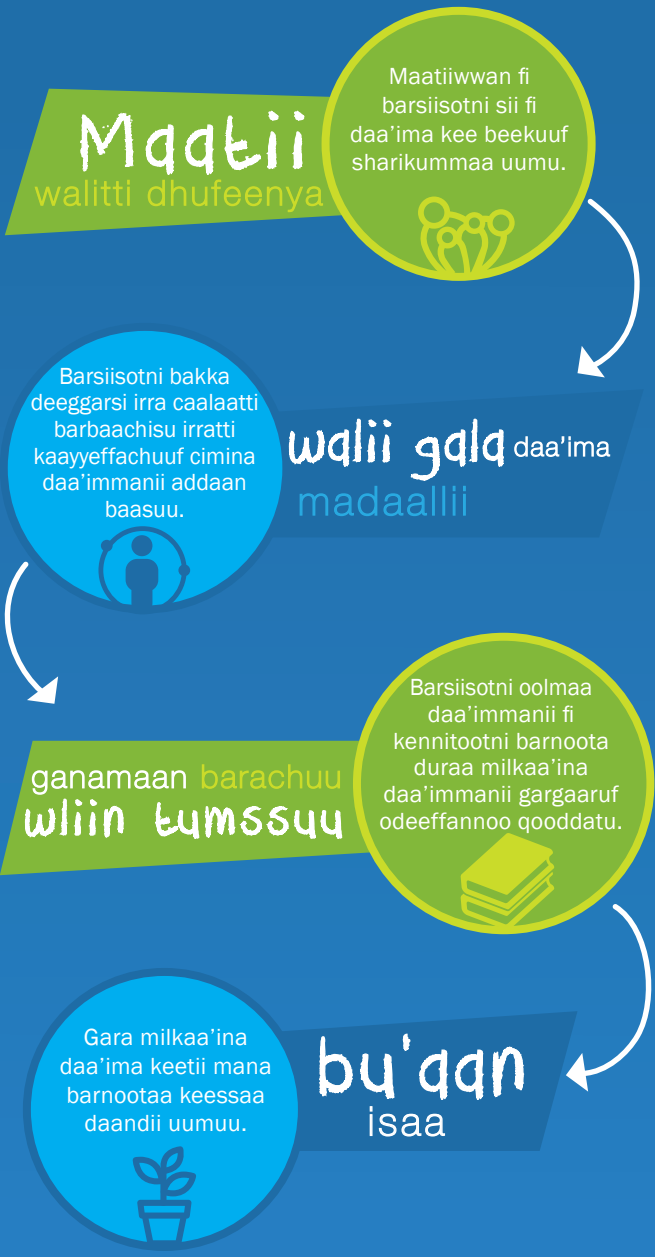 Maatii
walitti dhufeenya
Maatiiwwan fi
barsiisotni sii fi
daa'ima kee beekuuf
sharikummaa uumu.
Barsiisotni bakka
deeggarsi irra caalaatti
barbaachisu irratti
kaayyeffachuuf cimina
daa'immanii addaan
baasuu.
walii gala daa'ima
madaallii
Barsiisotni oolmaa
daa'immanii fi
kennitootni barnoota
duraa milkaa'ina
daa'immanii gargaaruf
odeeffannoo qooddatu.
ganamaan barachuu
wliin tumssuu
Gara milkaa'ina
daa'ima keetii mana
barnootaa keessaa
daandii uumuu.
bu'aan
isaa